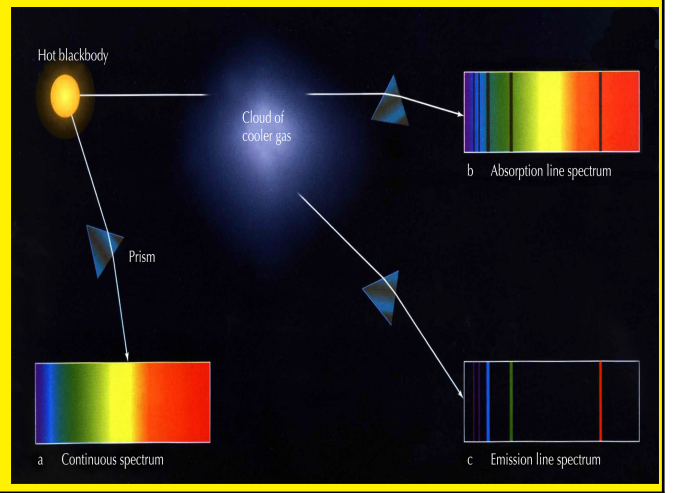 Hot blackbody
Cloud of
cooler gas
b Absorption line spectrum
Prism
a Continuous spectrum
c Emission line spectrum